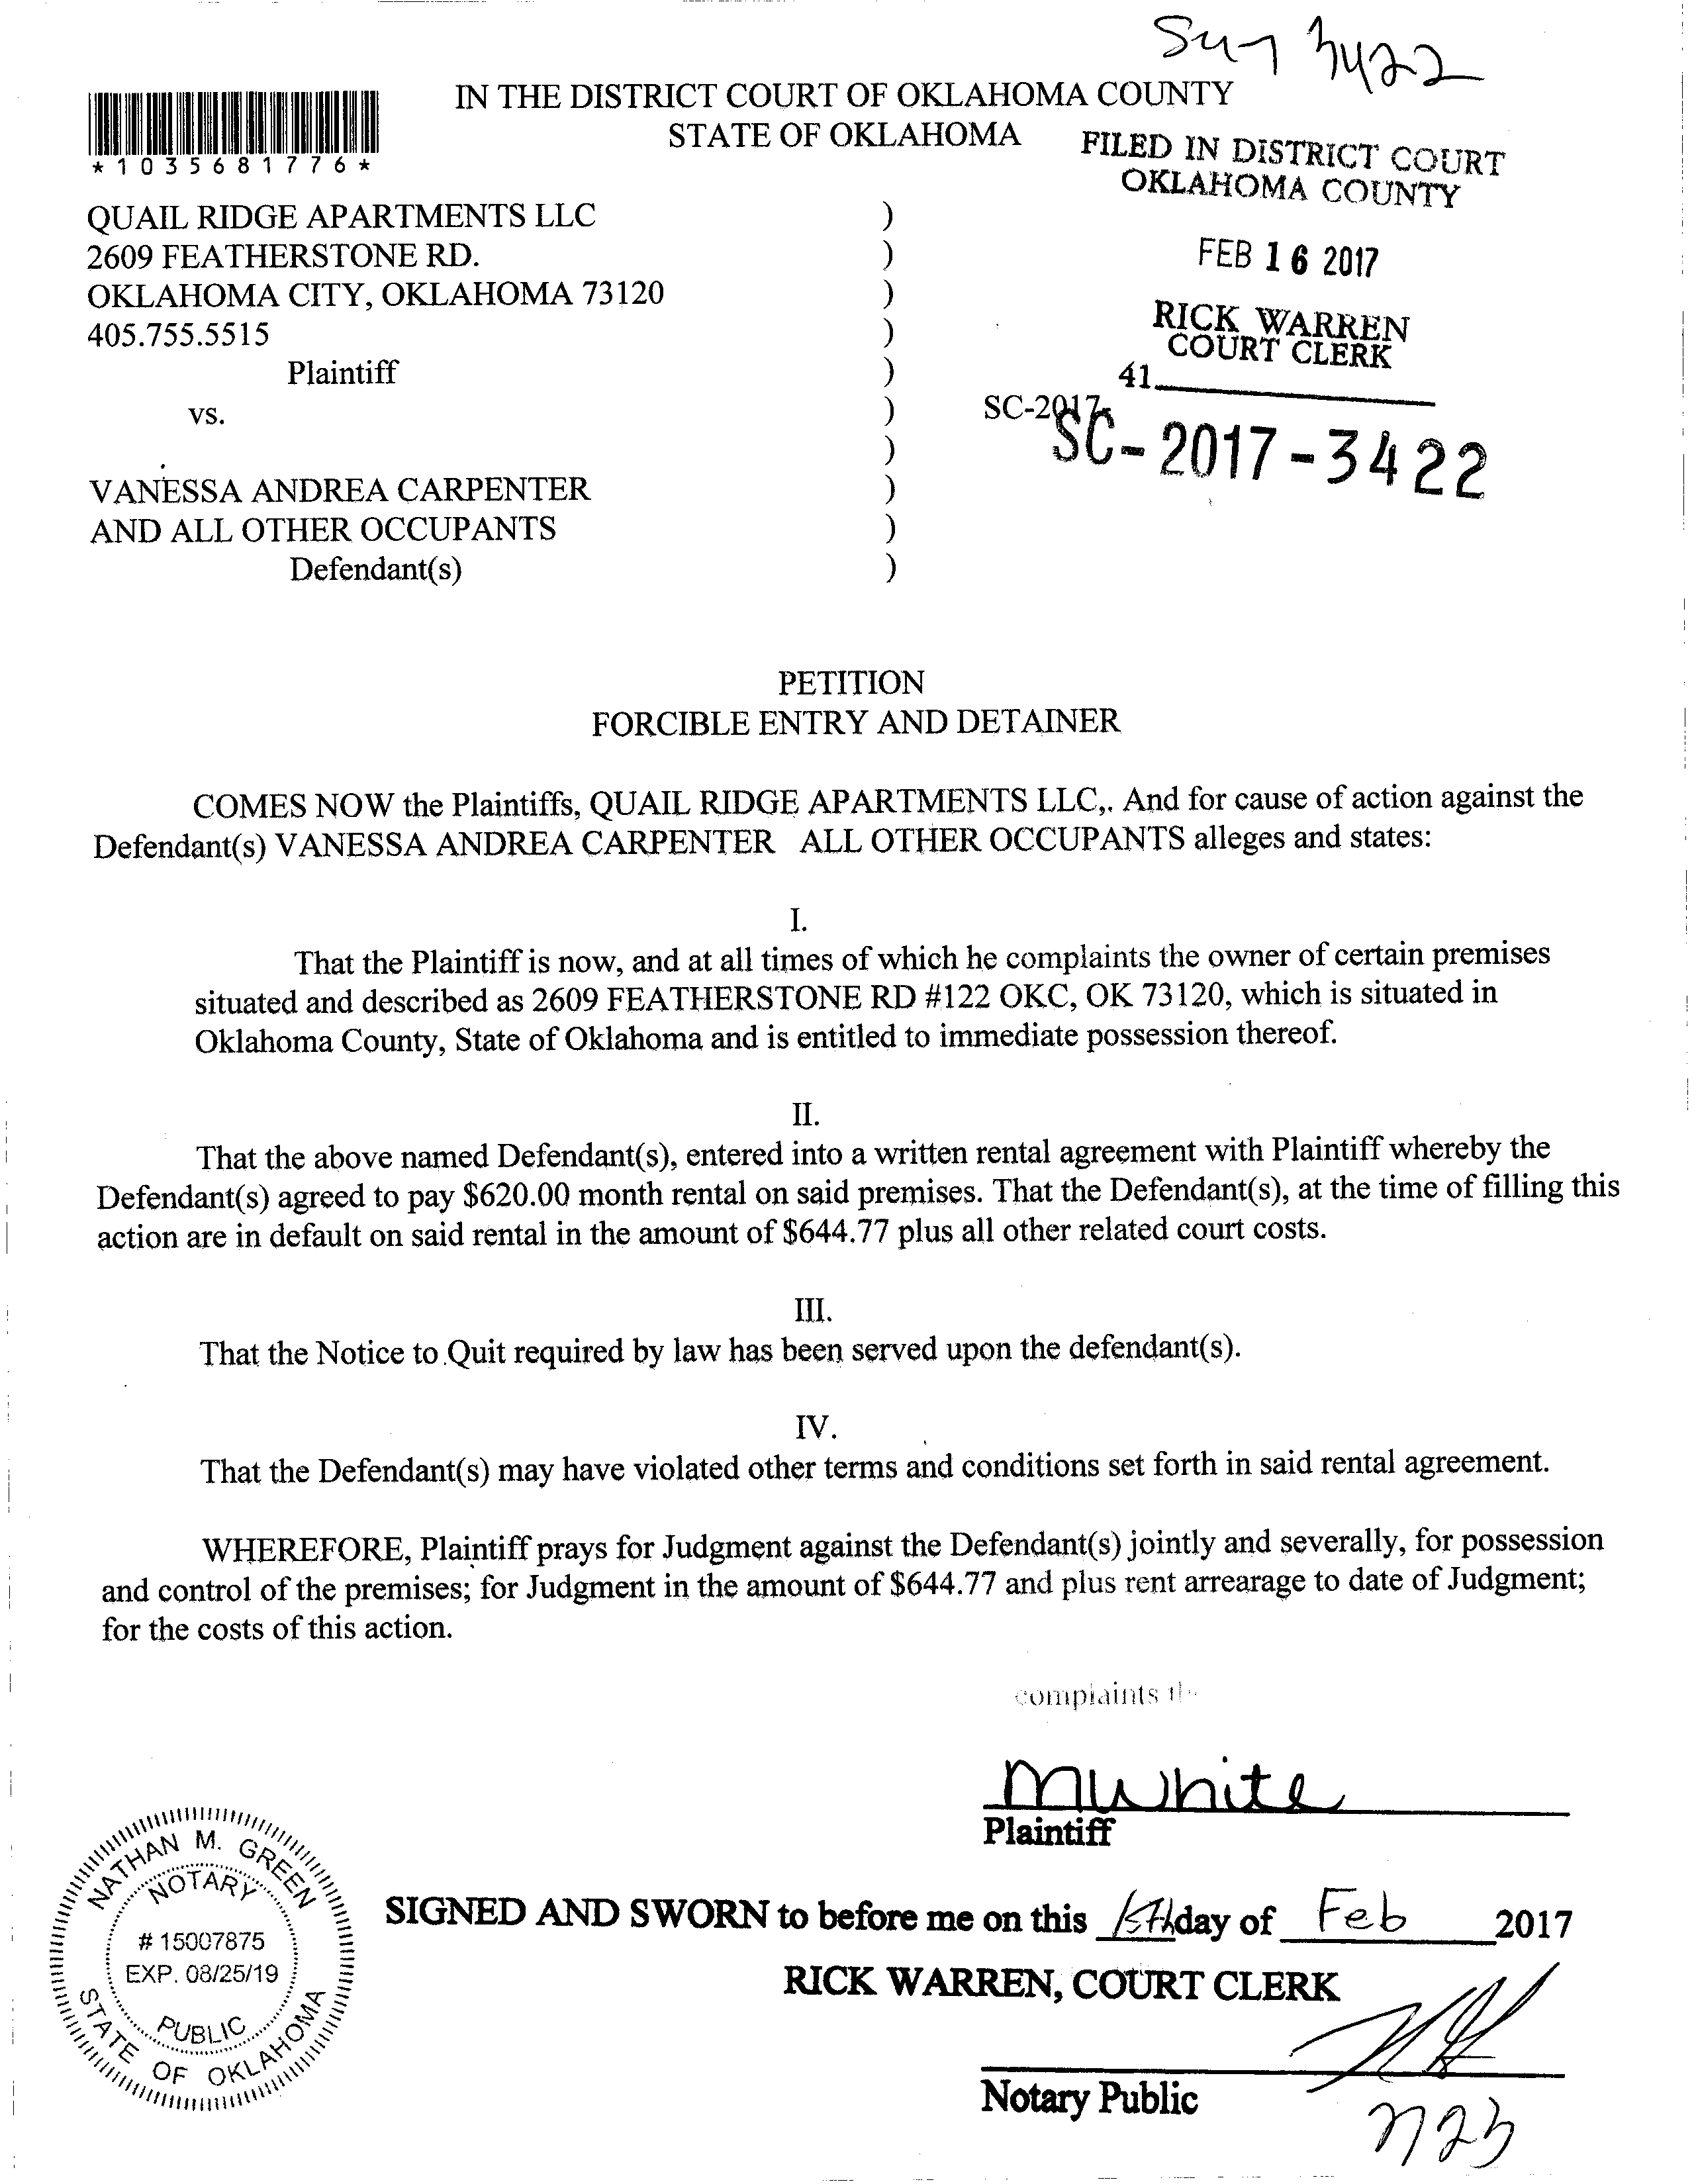 3422
IN THE DISTRICT COURT OF OKLAHOMA COUNTY
STATE OF OKLAHOMA
*1035681776*
FILED IN DISTRICT COURT
OKLAHOMA COUNTY
FEB 16 2017
RICK WARREN
COURT CLERK
41
QUAIL RIDGE APARTMENTS LLC )
2609 FEATHERSTONE RD. )
OKLAHOMA CITY, OKLAHOMA 73120 )
405.755.5515 )
Plaintiff )
vs. ) SC-2017-
) SC-2017-3422
VANESSA ANDREA CARPENTER )
AND ALL OTHER OCCUPANTS )
Defendant(s) )
PETITION
FORCIBLE ENTRY AND DETAINER
COMES NOW the Plaintiffs, QUAIL RIDGE APARTMENTS LLC,. And for cause of action against the
Defendant(s) VANESSA ANDREA CARPENTER ALL OTHER OCCUPANTS alleges and states:
I.
That the Plaintiff is now, and at all times of which he complaints the owner of certain premises
situated and described as 2609 FEATHERSTONE RD #122 OKC, OK 73120, which is situated in
Oklahoma County, State of Oklahoma and is entitled to immediate possession thereof.
II.
That the above named Defendant(s), entered into a written rental agreement with Plaintiff whereby the
Defendant(s) agreed to pay $620.00 month rental on said premises. That the Defendant(s), at the time of filling this
action are in default on said rental in the amount of $644.77 plus all other related court costs.
III.
That the Notice to Quit required by law has been served upon the defendant(s).
IV.
That the Defendant(s) may have violated other terms and conditions set forth in said rental agreement.
WHEREFORE, Plaintiff prays for Judgment against the Defendant(s) jointly and severally, for possession
and control of the premises; for Judgment in the amount of $644.77 and plus rent arrearage to date of Judgment;
for the costs of this action.
complaints
MWhite
Plaintiff
NATHAN M. GREEN
NOTARY
# 15007875
EXP. 08/25/19
PUBLIC
STATE OF OKLAHOMA
SIGNED AND SWORN to before me on this 15th day of Feb 2017
RICK WARREN, COURT CLERK
Notary Public